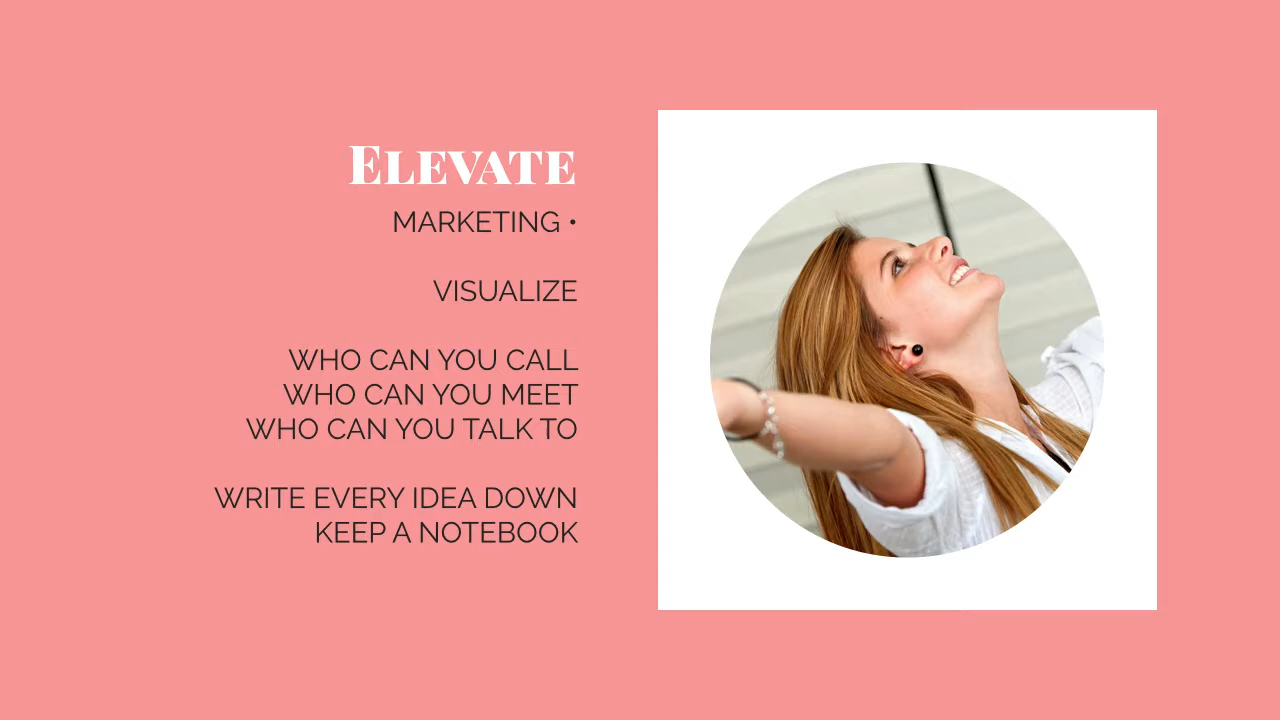 ELEVATE
MARKETING •
VISUALIZE
WHO CAN YOU CALL
WHO CAN YOU MEET
WHO CAN YOU TALK TO
WRITE EVERY IDEA DOWN
KEEP A NOTEBOOK